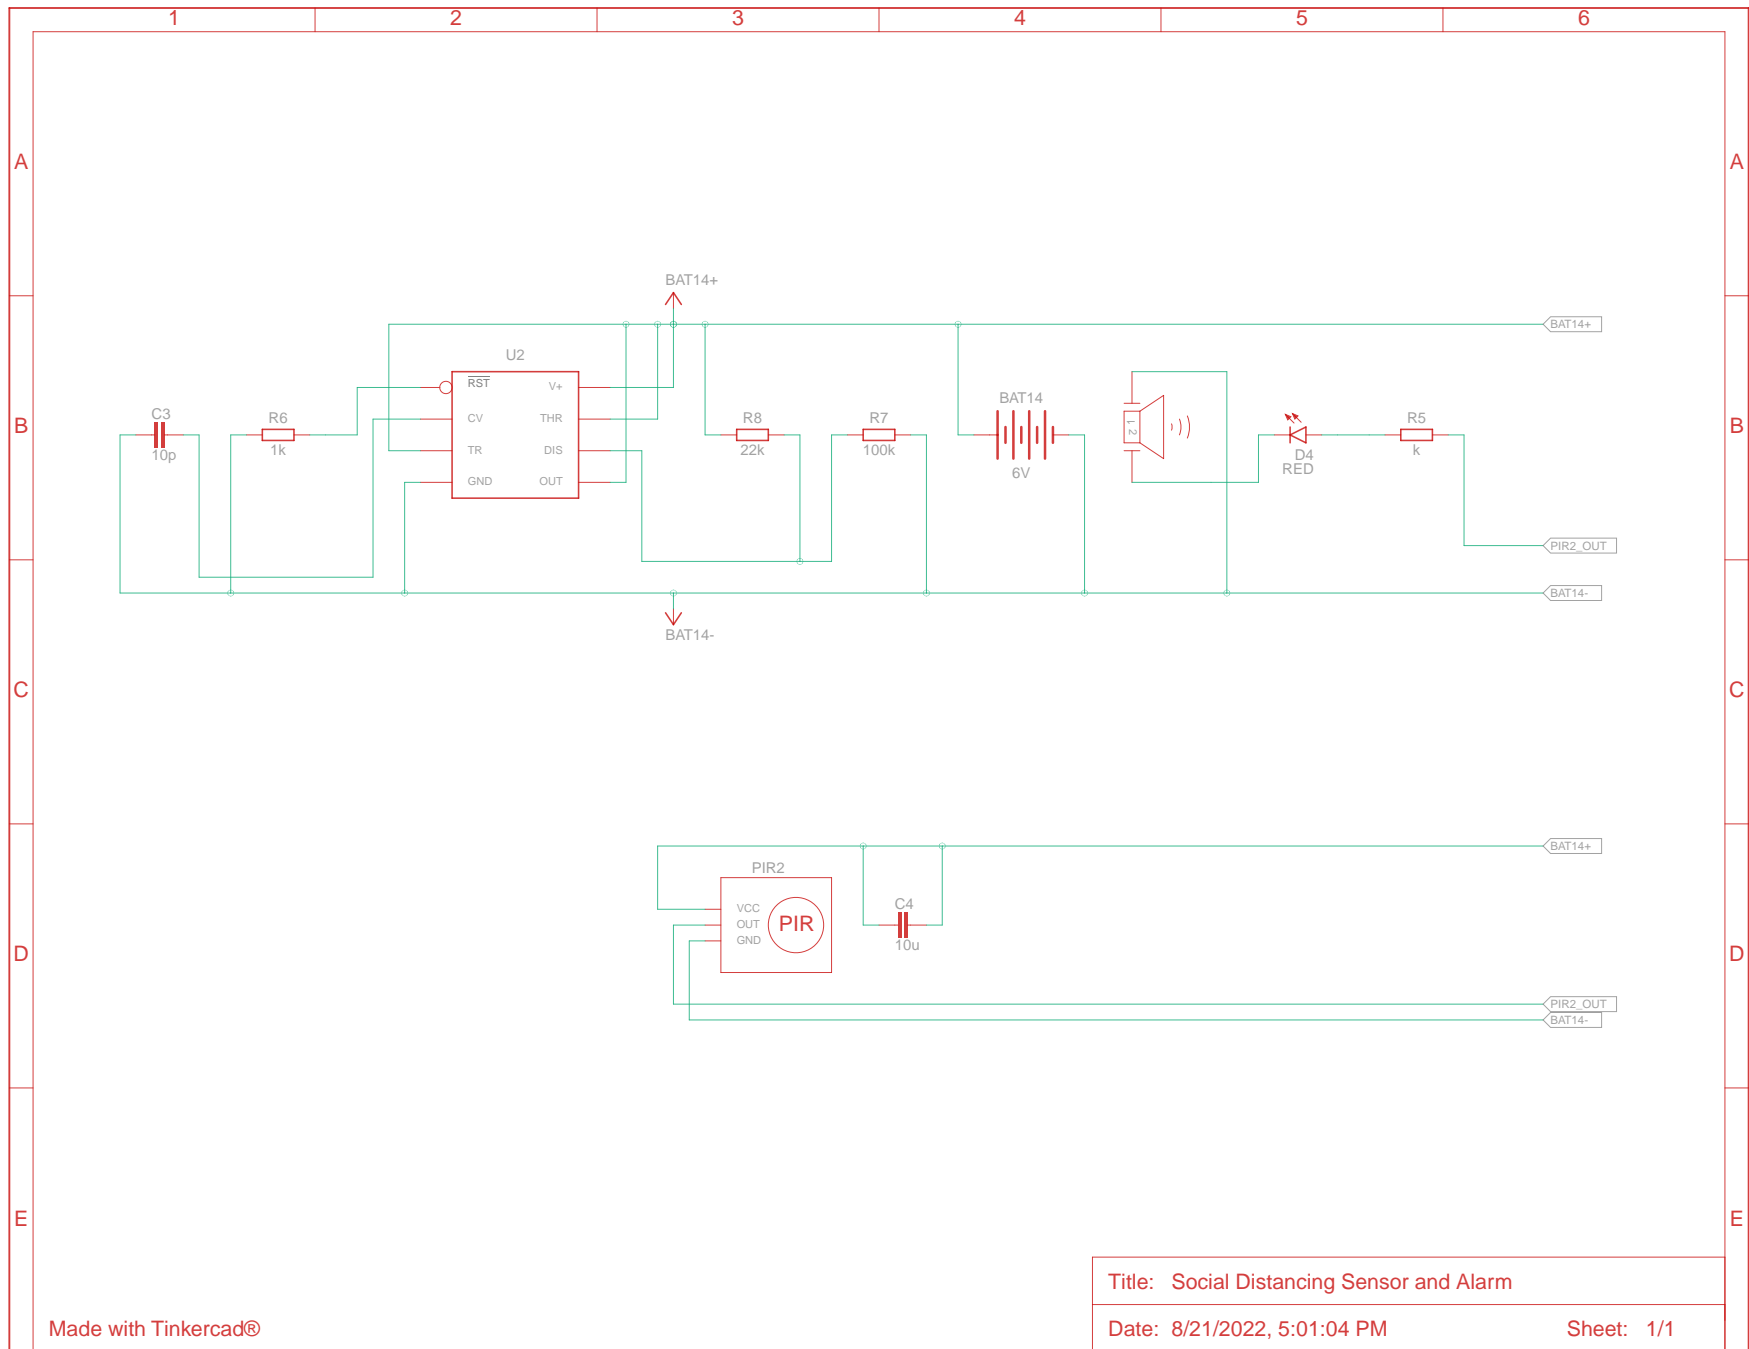 1 2 3 4 5 6
A A
BAT14+
BAT14+
U2
RST V+
CV THR
TR DIS
GND OUT
B B
C3
10p
R6
1k
R8
22k
R7
100k
BAT14
6V
1 2
D4
RED
R5
k
PIR2_OUT
BAT14-
BAT14-
C C
BAT14+
PIR2
VCC
OUT
GND
PIR
C4
10u
D D
PIR2_OUT
BAT14-
E E
Title: Social Distancing Sensor and Alarm
Made with Tinkercad®
Date: 8/21/2022, 5:01:04 PM Sheet: 1/1